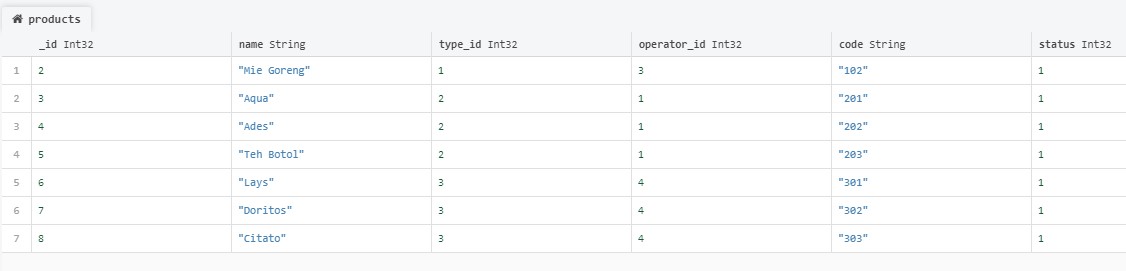 products
_id Int32 name String type_id Int32 operator_id Int32 code String status Int32
1 2 "Mie Goreng" 1 3 "102" 1
2 3 "Aqua" 2 1 "201" 1
3 4 "Ades" 2 1 "202" 1
4 5 "Teh Botol" 2 1 "203" 1
5 6 "Lays" 3 4 "301" 1
6 7 "Doritos" 3 4 "302" 1
7 8 "Citato" 3 4 "303" 1